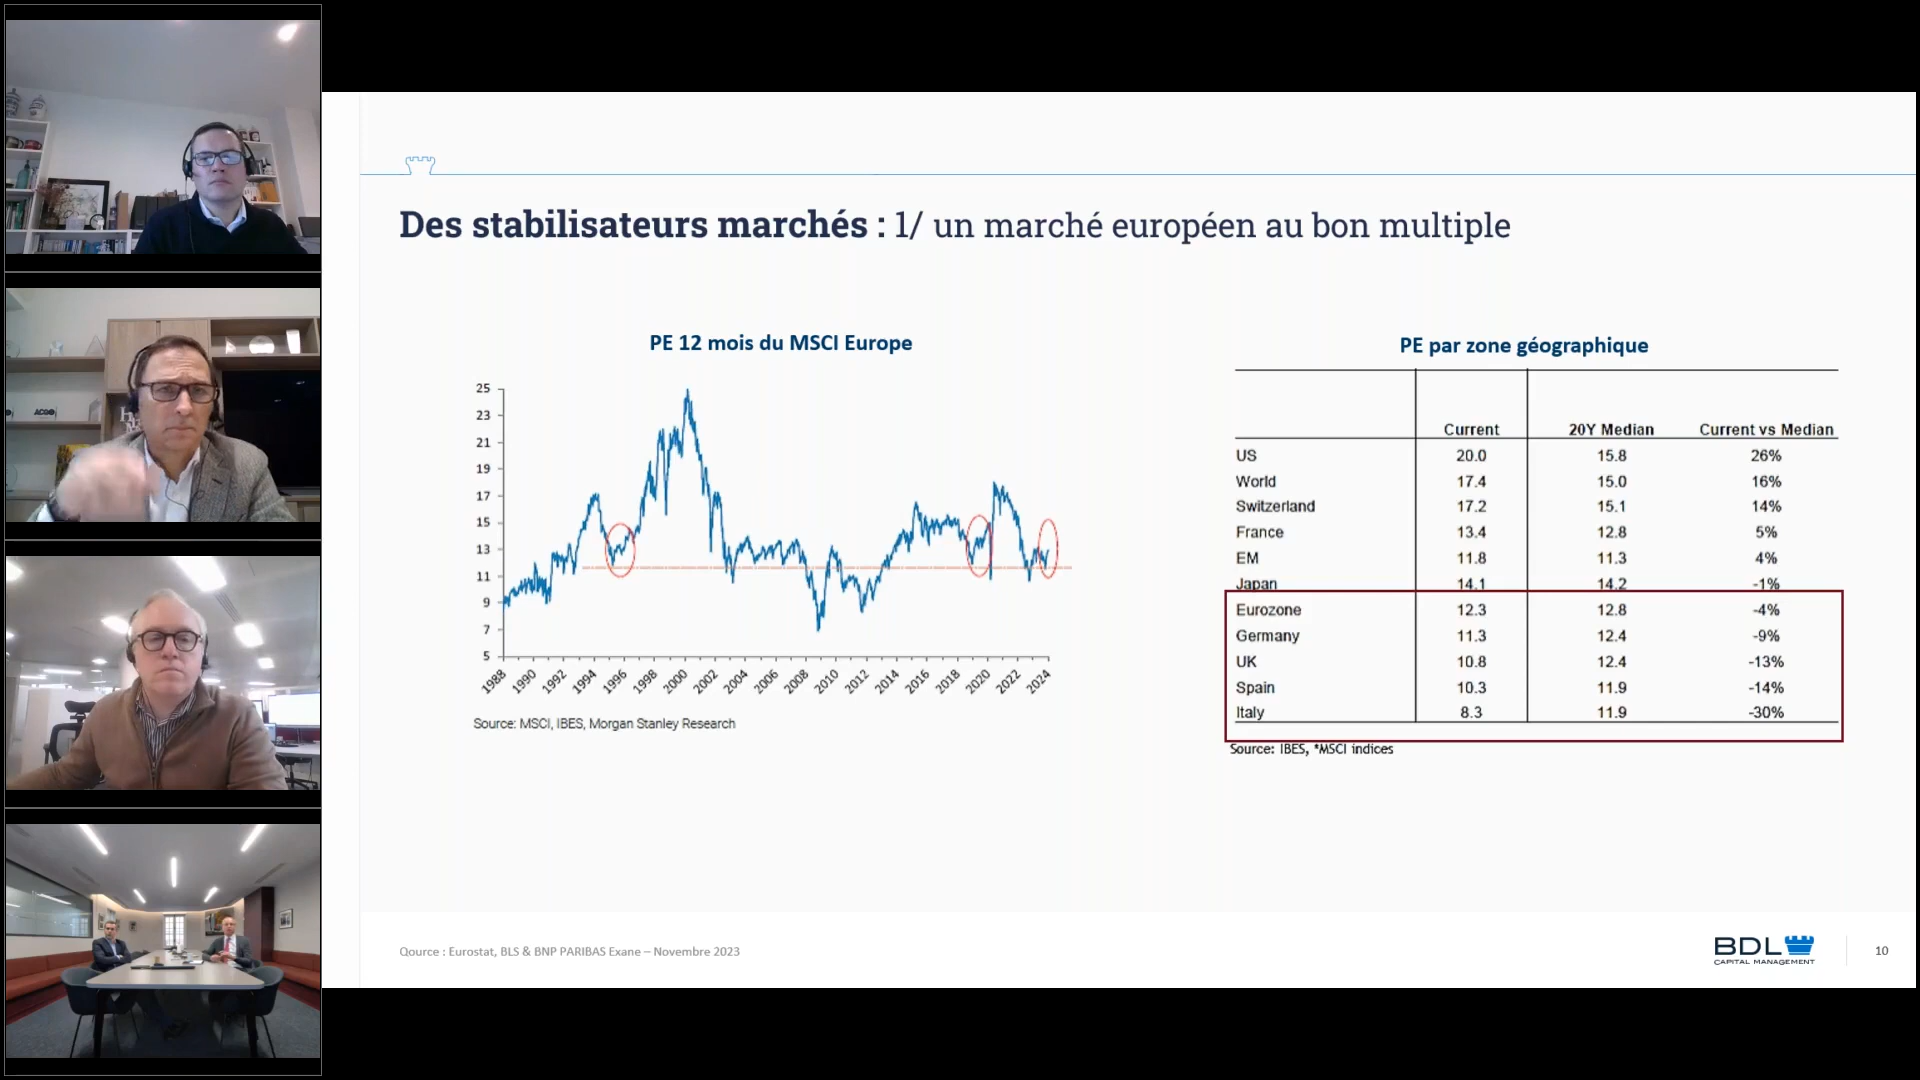 Des stabilisateurs marchés : 1/ un marché européen au bon multiple
PE 12 mois du MSCI Europe
25
23
21
19
17
15
13
11
9
7
5
1988 1990 1992 1994 1996 1998 2000 2002 2004 2006 2008 2010 2012 2014 2016 2018 2020 2022 2024
Source: MSCI, IBES, Morgan Stanley Research
PE par zone géographique
Current 20Y Median Current vs Median
US 20.0 15.8 26%
World 17.4 15.0 16%
Switzerland 17.2 15.1 14%
France 13.4 12.8 5%
EM 11.8 11.3 4%
Japan 14.1 14.2 -1%
Eurozone 12.3 12.8 -4%
Germany 11.3 12.4 -9%
UK 10.8 12.4 -13%
Spain 10.3 11.9 -14%
Italy 8.3 11.9 -30%
Source: IBES, *MSCI indices
Qource : Eurostat, BLS & BNP PARIBAS Exane – Novembre 2023
BDL
CAPITAL MANAGEMENT
10